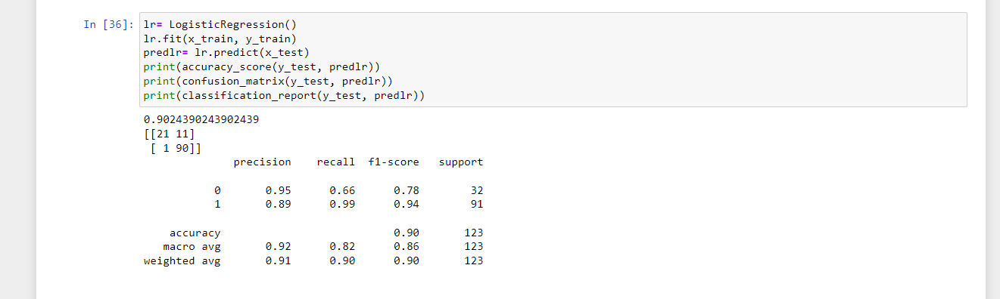 In [36]: lr= LogisticRegression()
lr.fit(x_train, y_train)
predlr= lr.predict(x_test)
print(accuracy_score(y_test, predlr))
print(confusion_matrix(y_test, predlr))
print(classification_report(y_test, predlr))
0.9024390243902439
[[21 11]
 [ 1 90]]
              precision    recall  f1-score   support
           0       0.95      0.66      0.78        32
           1       0.89      0.99      0.94        91
    accuracy                           0.90       123
   macro avg       0.92      0.82      0.86       123
weighted avg       0.91      0.90      0.90       123